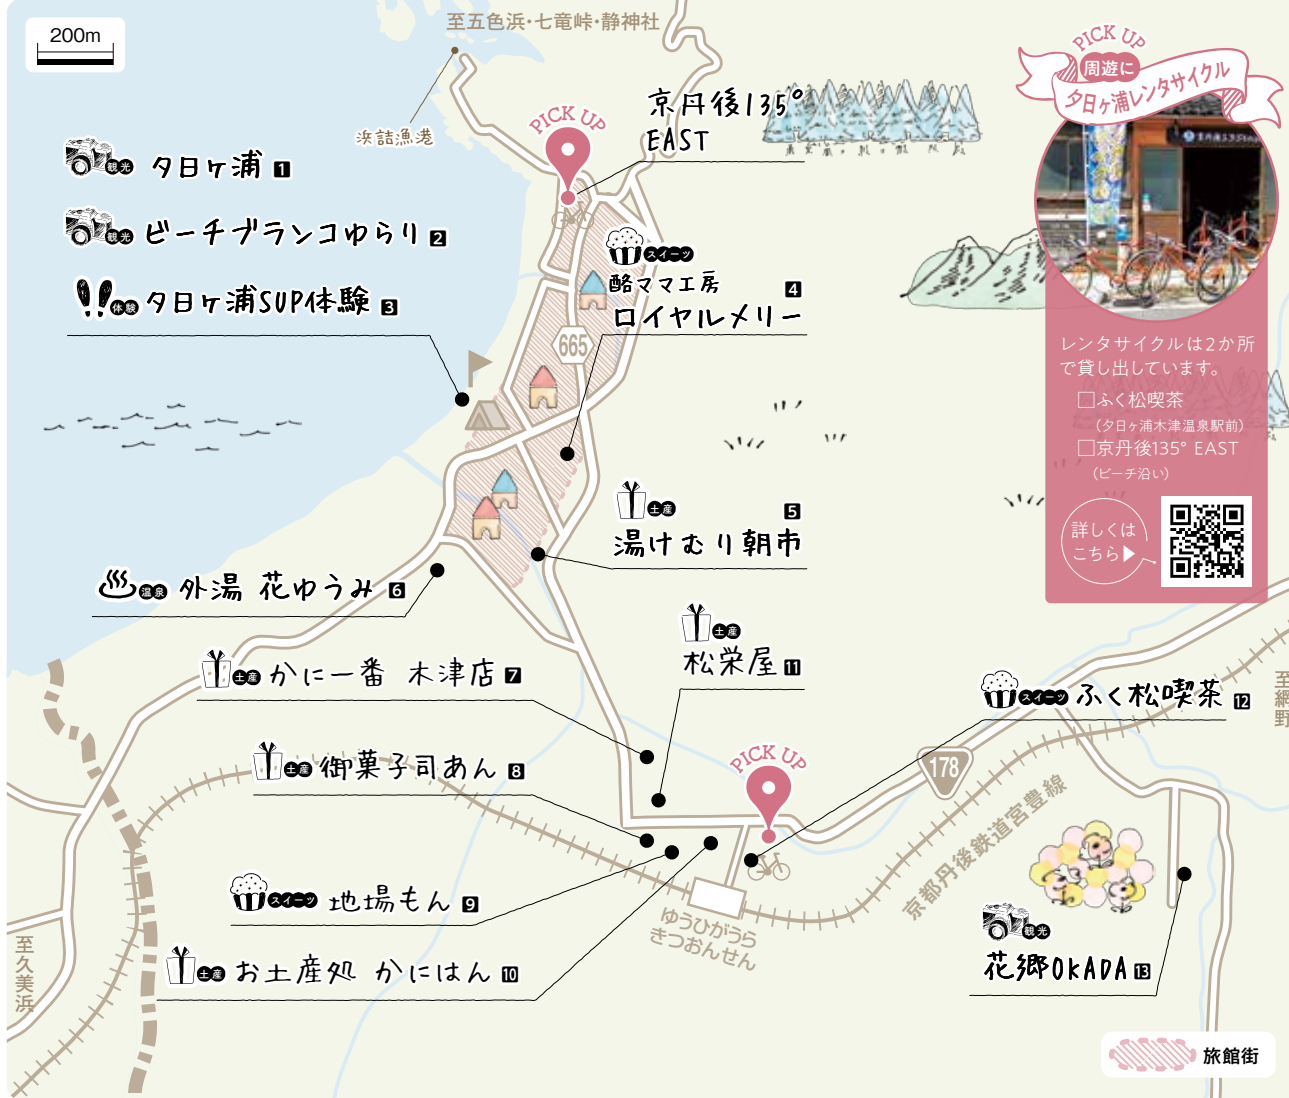 200m
至五色浜・七竜峠・静神社
浜詰漁港
PICK UP
京丹後135°
EAST
観光 夕日ヶ浦 1
観光 ビーチブランコゆらり 2
体験 夕日ヶ浦SUP体験 3
スイーツ
酪ママ工房
ロイヤルメリー 4
665
土産
湯けむり朝市 5
温泉 外湯 花ゆうみ 6
土産 かに一番 木津店 7
土産 御菓子司あん 8
スイーツ 地場もん 9
土産 お土産処 かにはん 10
土産
松栄屋 11
スイーツ ふく松喫茶 12
PICK UP
178
京都丹後鉄道宮豊線
ゆうひがうら
きつおんせん
観光
花郷OKADA 13
至網野
至久美浜
旅館街
PICK UP
周遊に
夕日ヶ浦レンタサイクル
レンタサイクルは2か所
で貸し出しています。
□ふく松喫茶
（夕日ヶ浦木津温泉駅前）
□京丹後135° EAST
（ビーチ沿い）
詳しくは
こちら▶